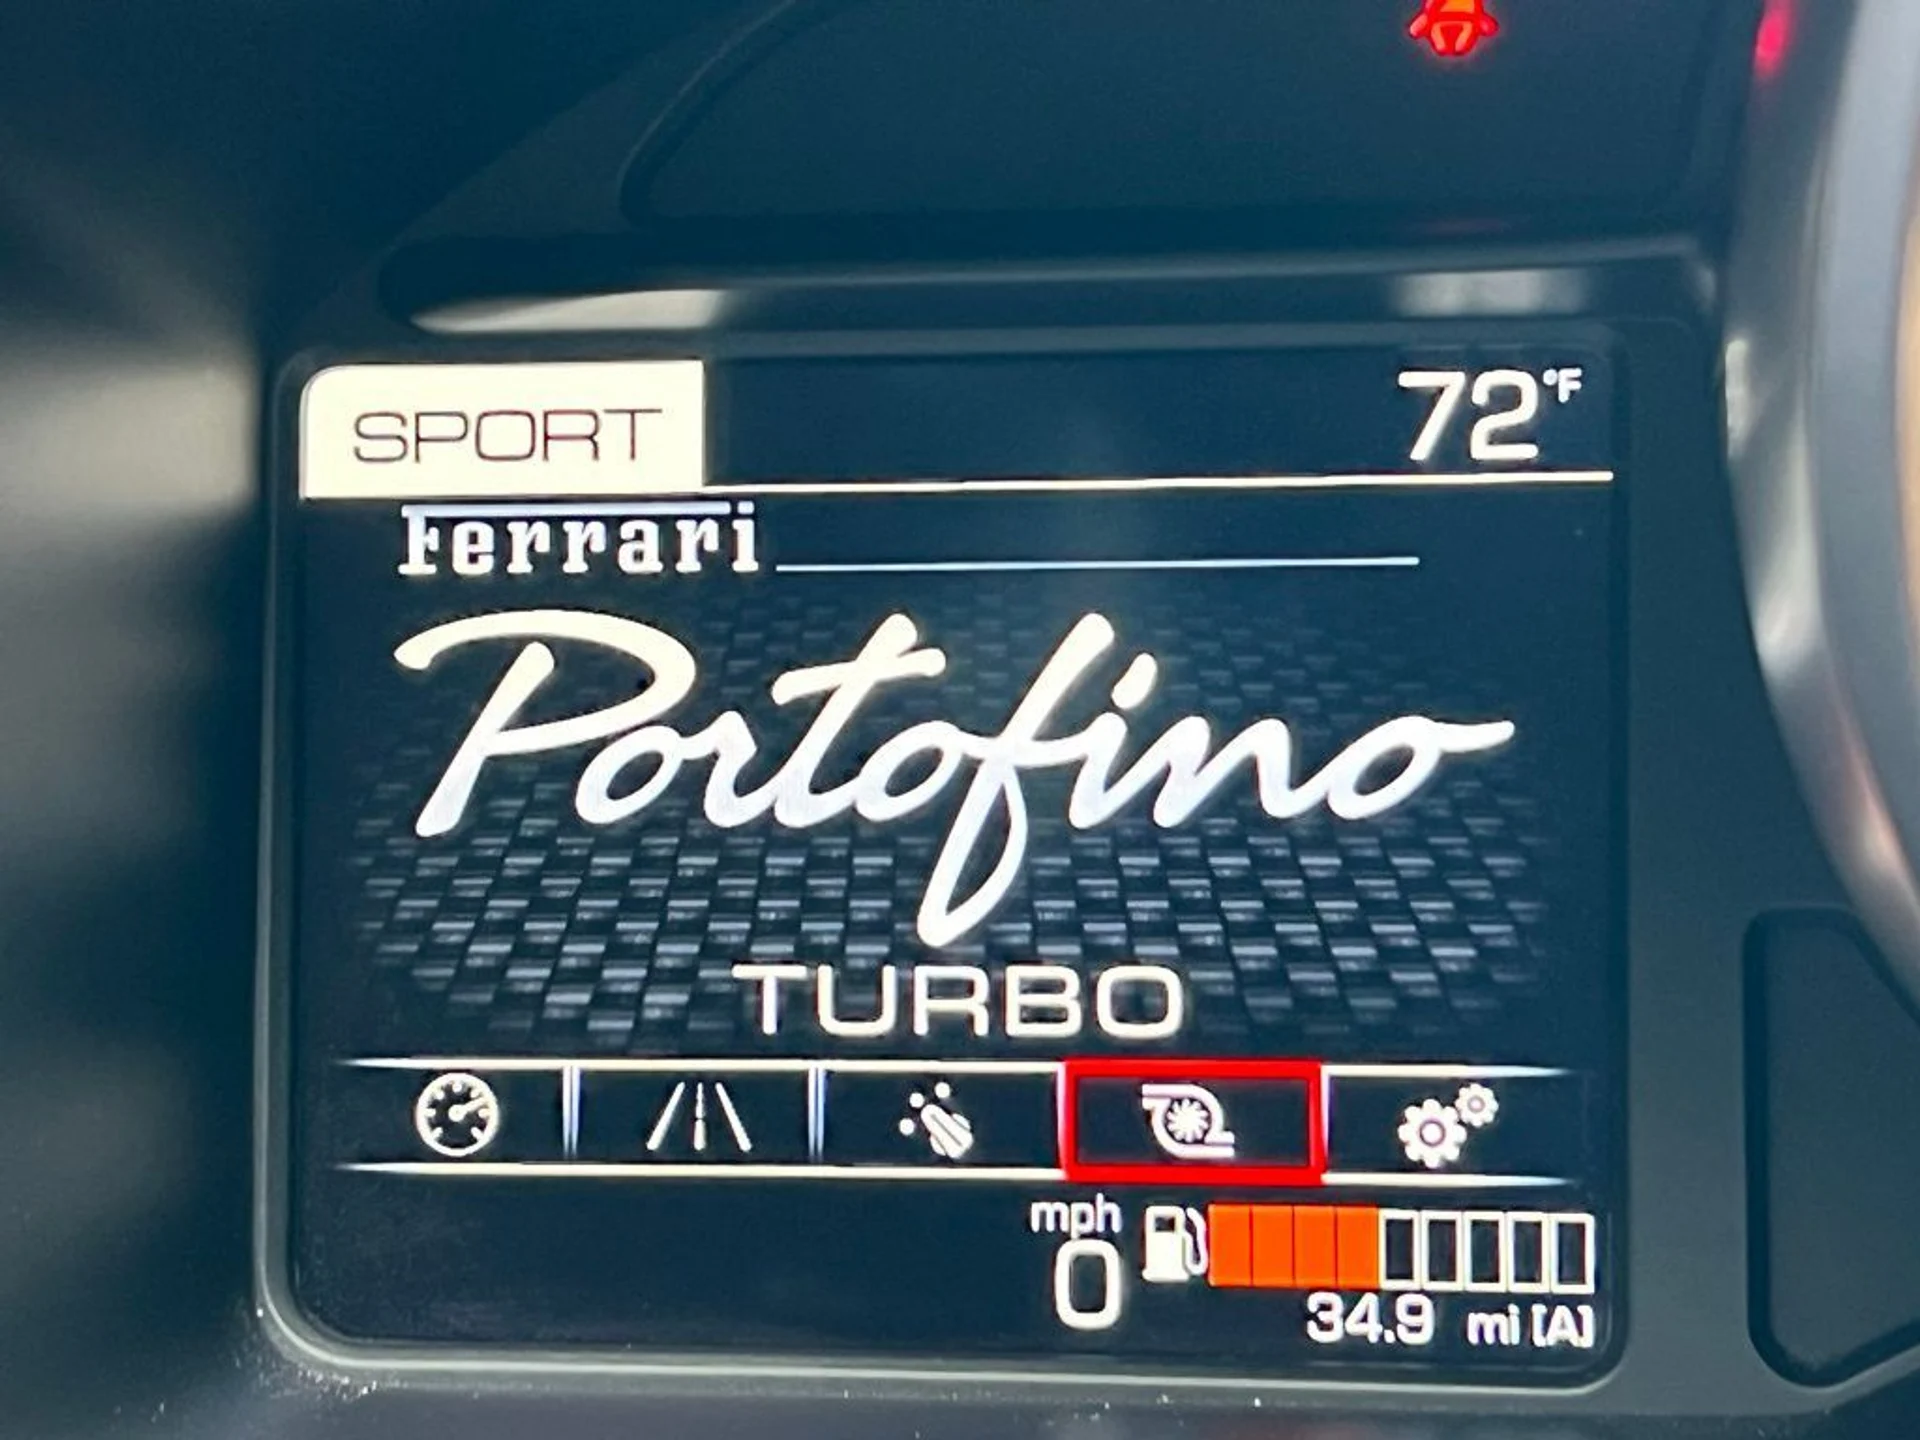 SPORT
72°F
Ferrari
Portofino
TURBO
mph
0
34.9 mi [A]